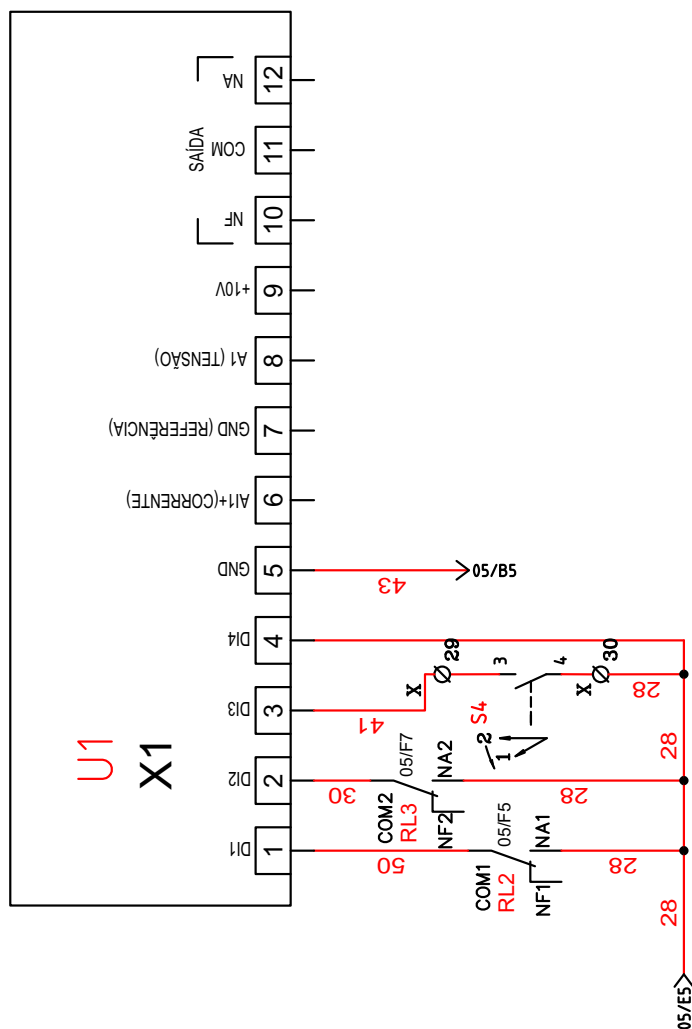 U1
X1
NA
12
SAÍDA
COM
11
NF
10
+10V
9
A1 (TENSÃO)
8
GND (REFERÊNCIA)
7
AI1+(CORRENTE)
6
GND
5
43
05/B5
DI4
4
DI3
3
41
X
29
3
S4
4
X
30
28
2
1
28
DI2
2
30
COM2
RL3
05/F7
NF2
NA2
28
DI1
1
50
COM1
RL2
05/F5
NF1
NA1
28
28
05/E5